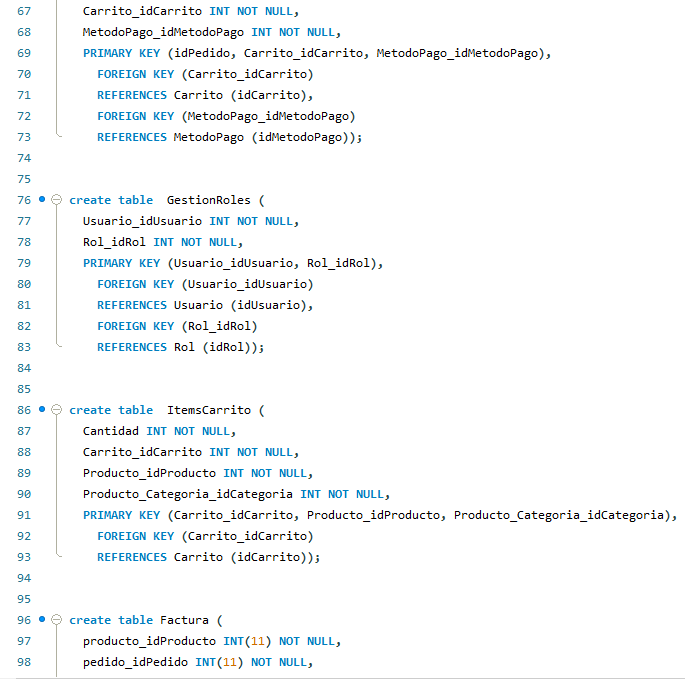 67 Carrito_idCarrito INT NOT NULL,
68 MetodoPago_idMetodoPago INT NOT NULL,
69 PRIMARY KEY (idPedido, Carrito_idCarrito, MetodoPago_idMetodoPago),
70 FOREIGN KEY (Carrito_idCarrito)
71 REFERENCES Carrito (idCarrito),
72 FOREIGN KEY (MetodoPago_idMetodoPago)
73 REFERENCES MetodoPago (idMetodoPago));
74
75
76 create table GestionRoles (
77 Usuario_idUsuario INT NOT NULL,
78 Rol_idRol INT NOT NULL,
79 PRIMARY KEY (Usuario_idUsuario, Rol_idRol),
80 FOREIGN KEY (Usuario_idUsuario)
81 REFERENCES Usuario (idUsuario),
82 FOREIGN KEY (Rol_idRol)
83 REFERENCES Rol (idRol));
84
85
86 create table ItemsCarrito (
87 Cantidad INT NOT NULL,
88 Carrito_idCarrito INT NOT NULL,
89 Producto_idProducto INT NOT NULL,
90 Producto_Categoria_idCategoria INT NOT NULL,
91 PRIMARY KEY (Carrito_idCarrito, Producto_idProducto, Producto_Categoria_idCategoria),
92 FOREIGN KEY (Carrito_idCarrito)
93 REFERENCES Carrito (idCarrito));
94
95
96 create table Factura (
97 producto_idProducto INT(11) NOT NULL,
98 pedido_idPedido INT(11) NOT NULL,